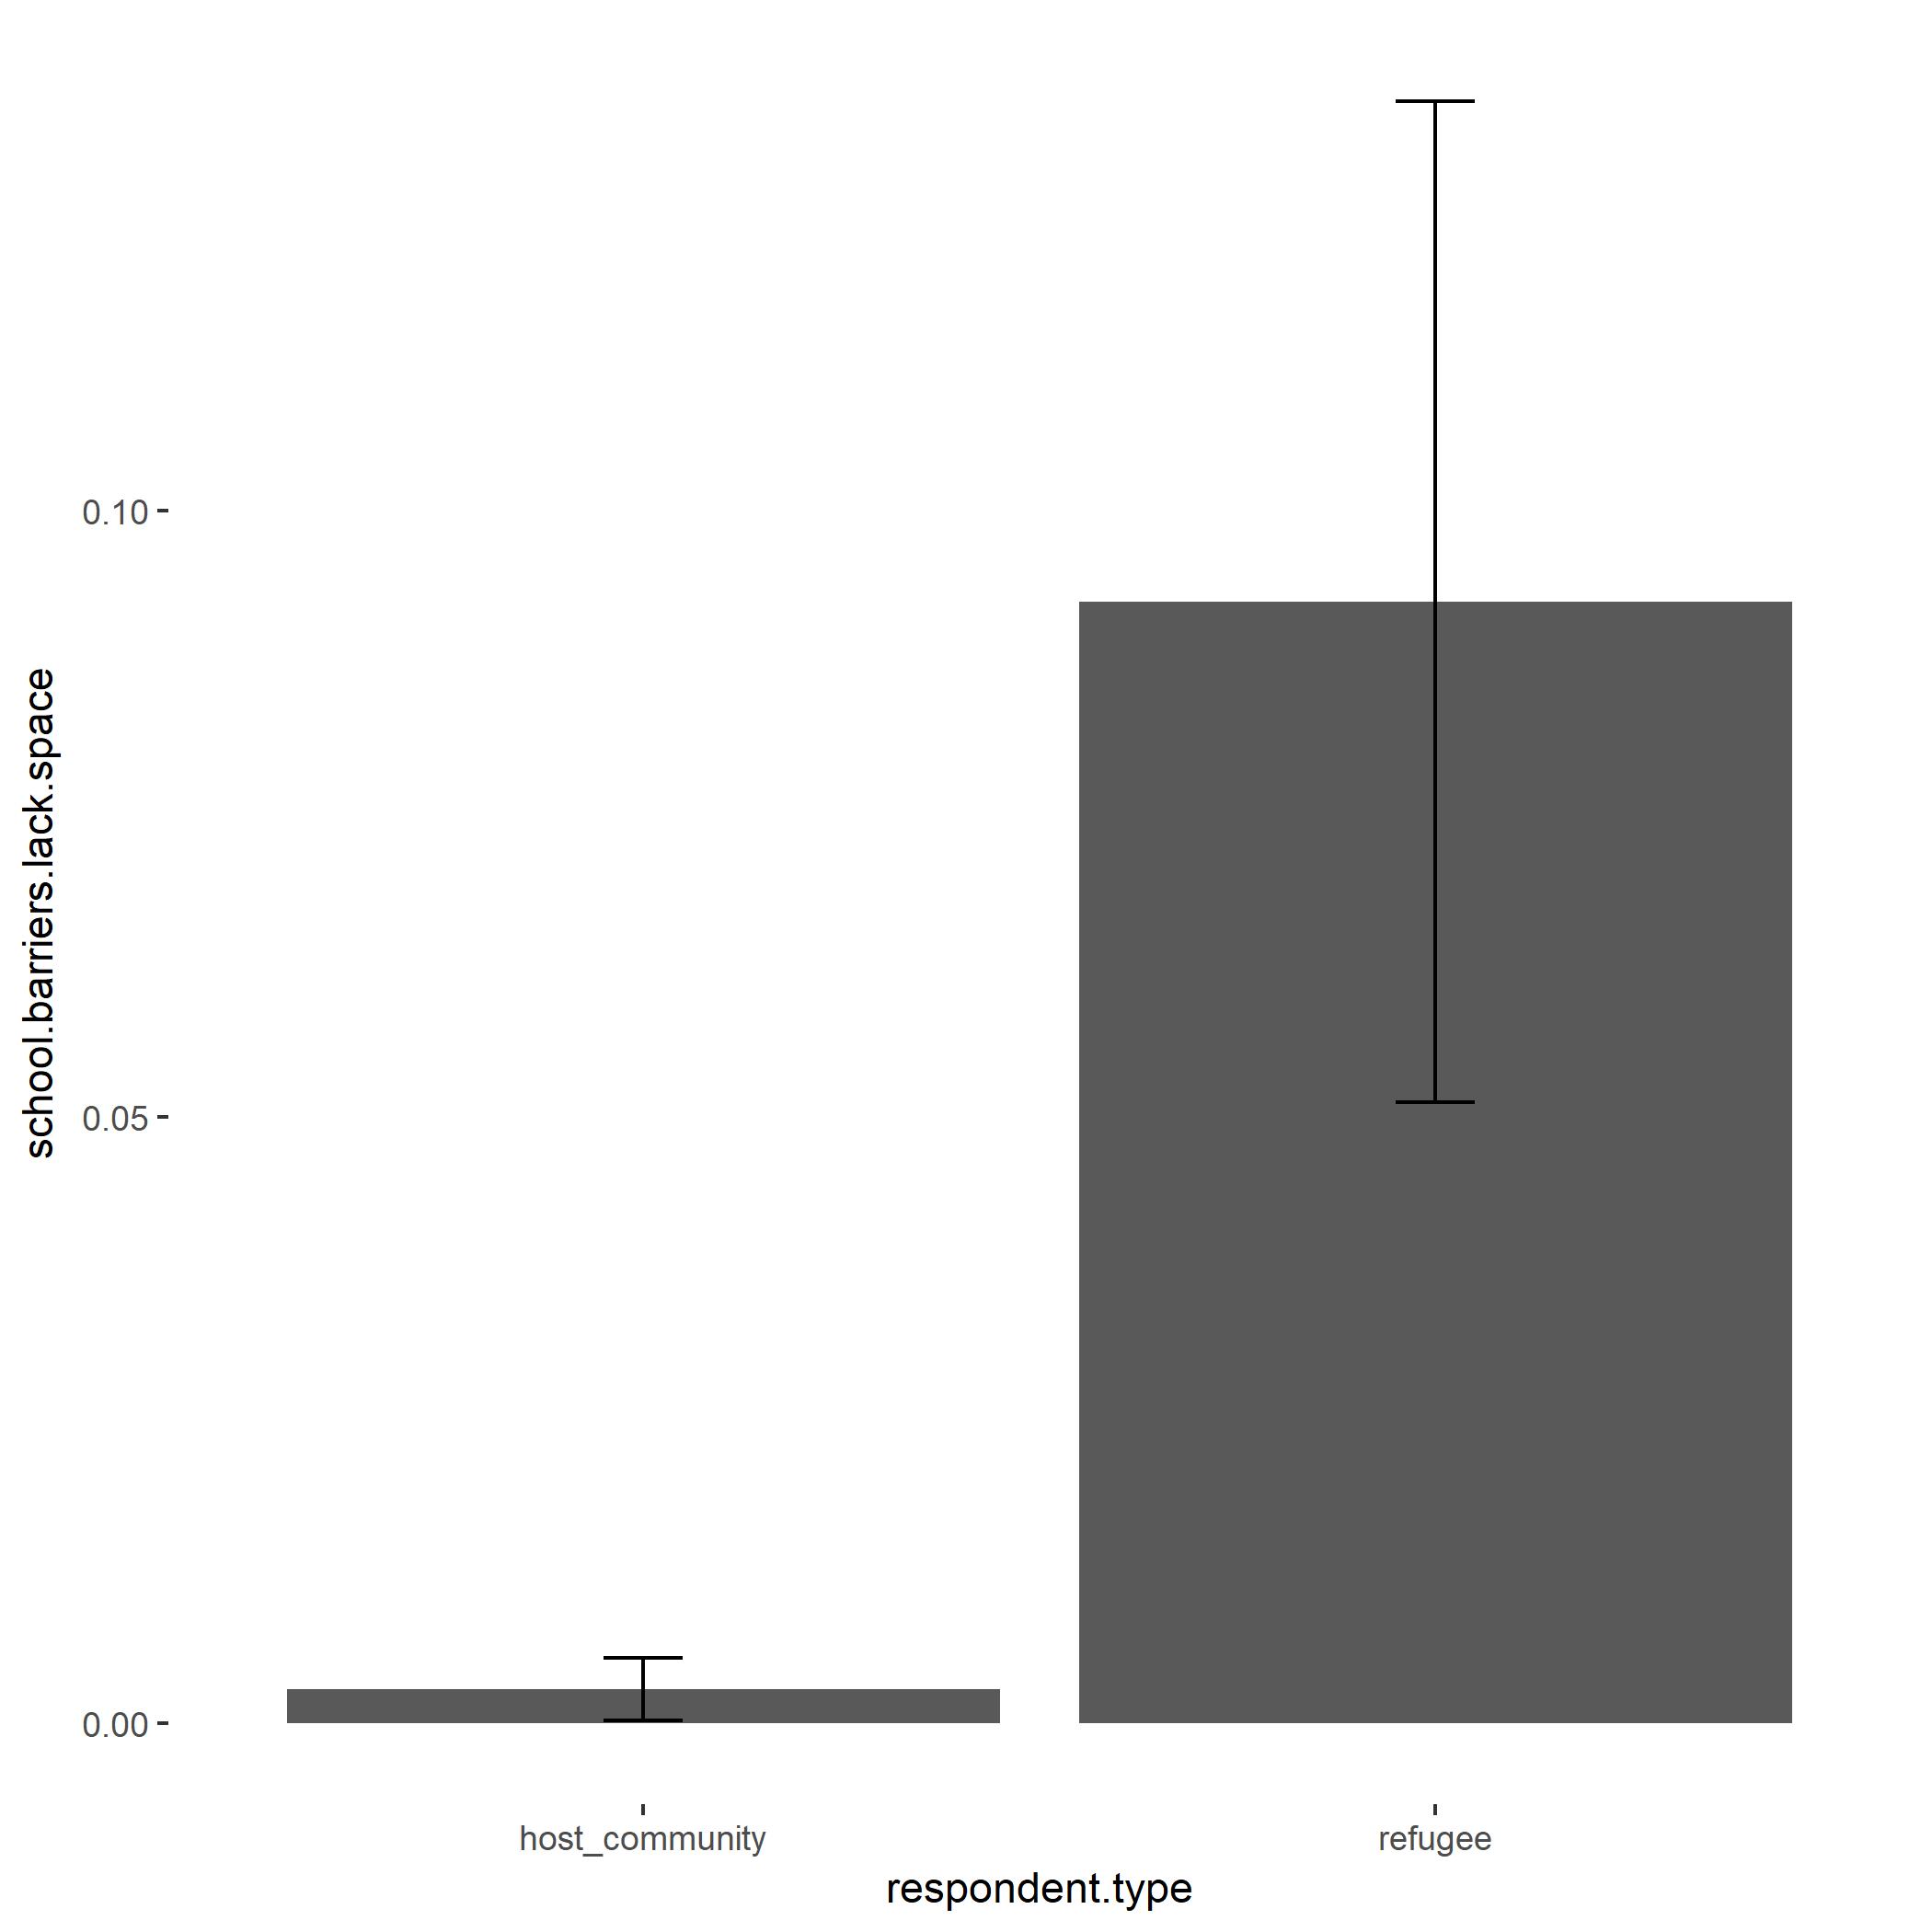 school.barriers.lack.space
0.10
0.05
0.00
host_community
refugee
respondent.type